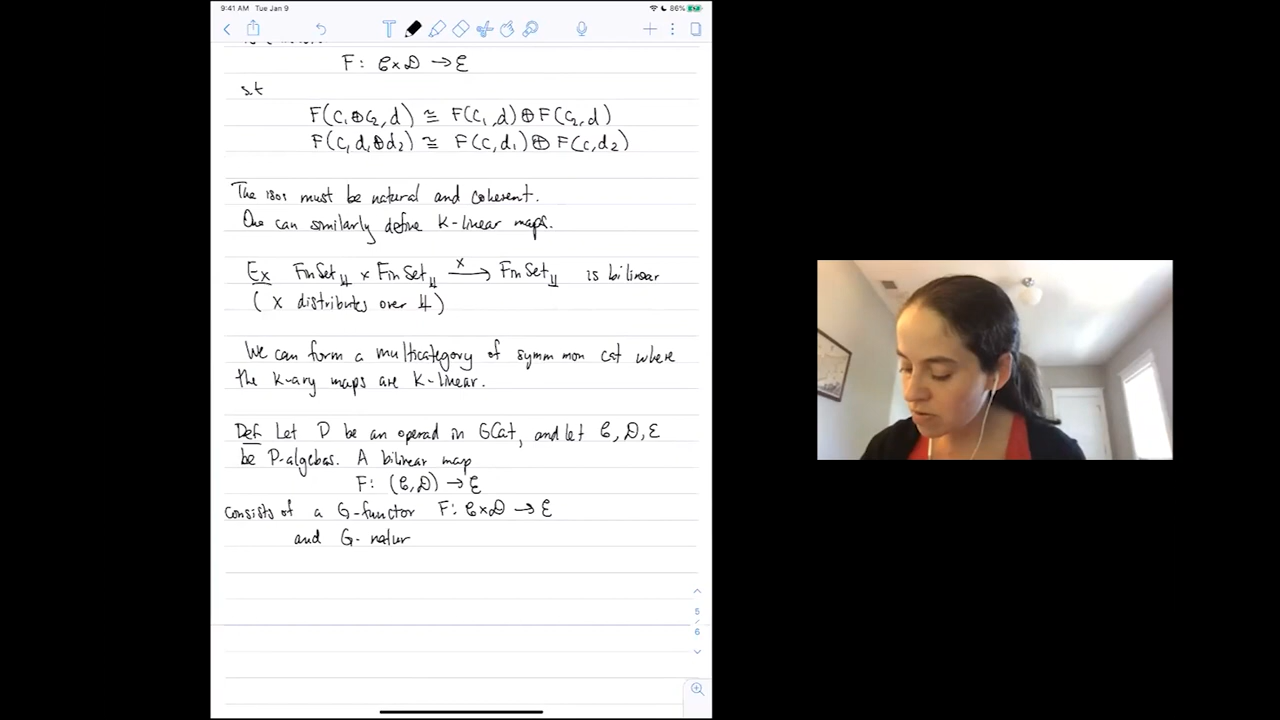 9:41 AM Tue Jan 9
86%
F: C×D → E
s.t
F(c₁⊕c₂, d) ≅ F(c₁, d) ⊕ F(c₂, d)
F(c, d₁⊕d₂) ≅ F(c, d₁) ⊕ F(c, d₂)
The isos must be natural and coherent.
One can similarly define k-linear maps.
Ex FinSet⨿ × FinSet⨿ —×→ FinSet⨿ is bilinear
( × distributes over ⨿ )
We can form a multicategory of symm mon cat where
the k-ary maps are k-linear.
Def Let P be an operad in GCat, and let C, D, E
be P-algebras. A bilinear map
F: (C, D) → E
consists of a G-functor F: C×D → E
and G-natur
5
/
6